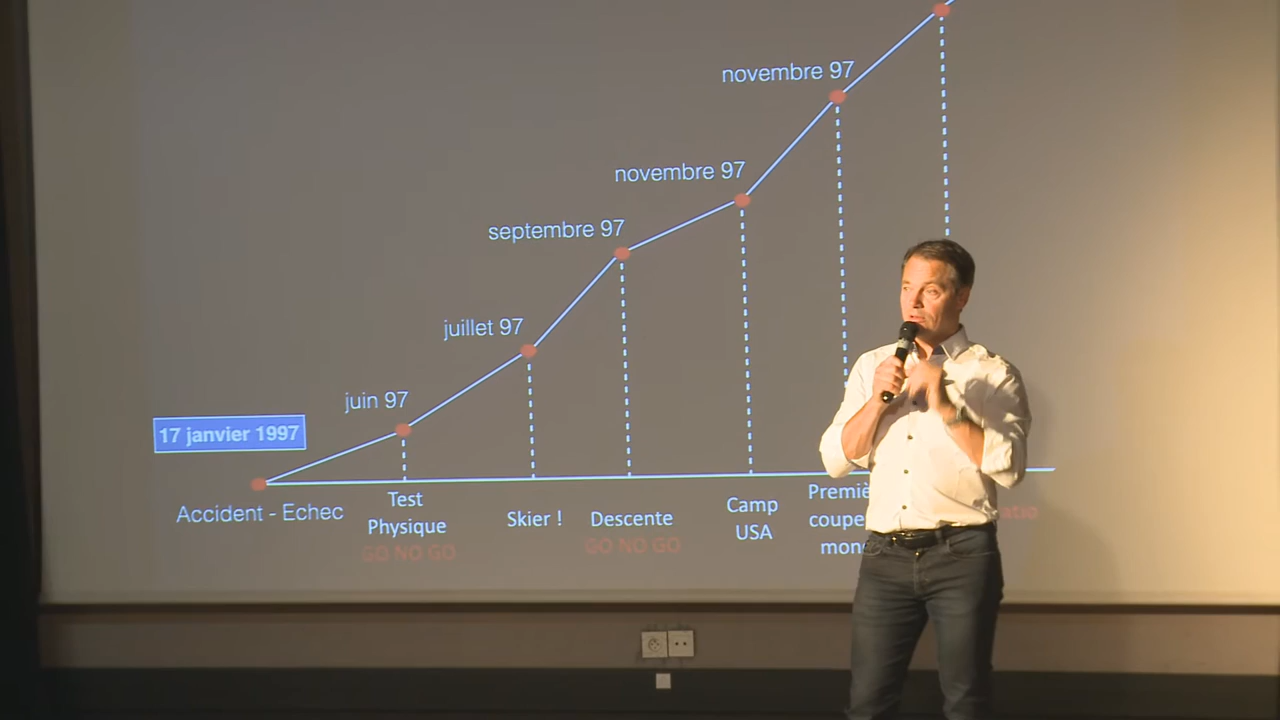 novembre 97
novembre 97
septembre 97
juillet 97
juin 97
17 janvier 1997
Accident - Echec
Test
Physique
GO NO GO
Skier !
Descente
GO NO GO
Camp
USA
coupe